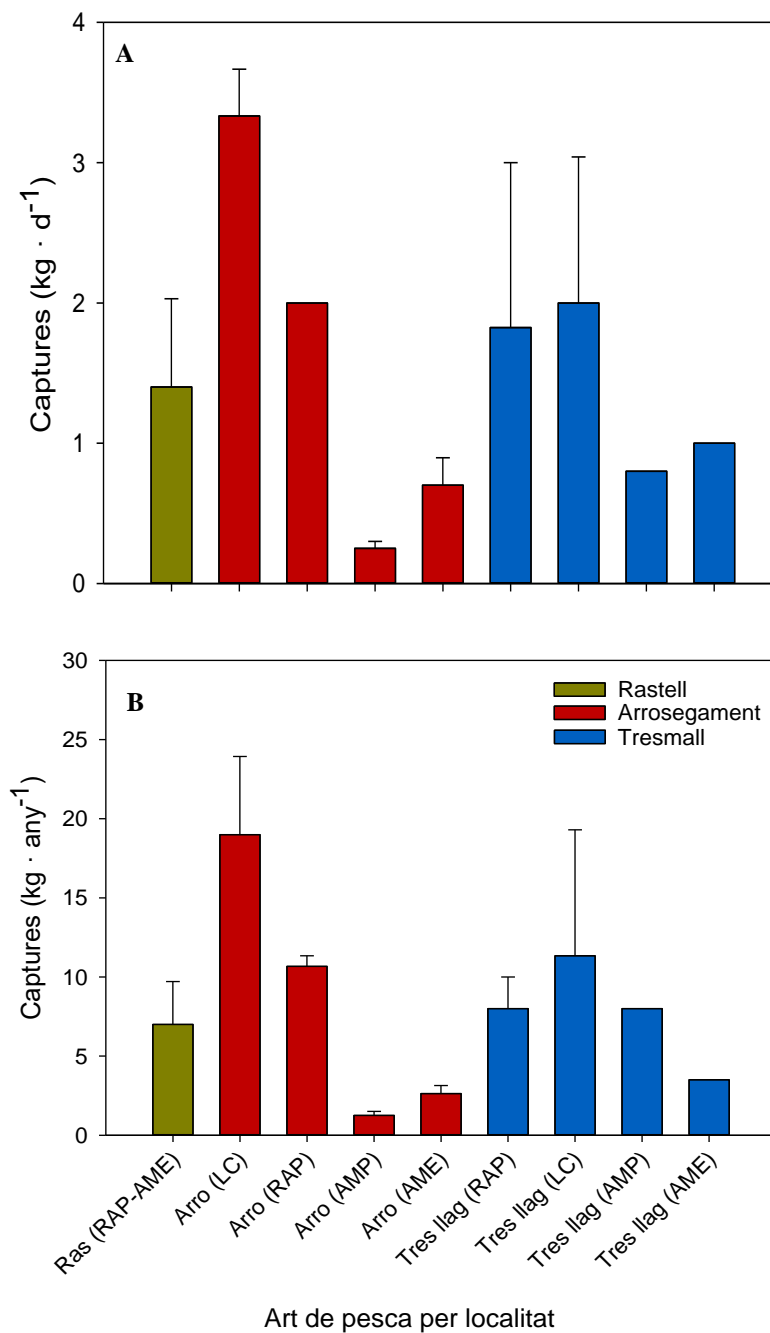 A
Captures (kg · d⁻¹)
4
3
2
1
0
B
Captures (kg · any⁻¹)
30
25
20
15
10
5
0
Rastell
Arrosegament
Tresmall
Ras (RAP-AME)
Arro (LC)
Arro (RAP)
Arro (AMP)
Arro (AME)
Tres llag (RAP)
Tres llag (LC)
Tres llag (AMP)
Tres llag (AME)
Art de pesca per localitat